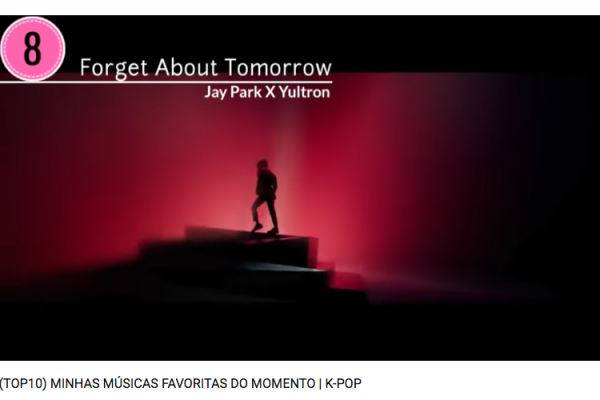 8
Forget About Tomorrow
Jay Park X Yultron
(TOP10) MINHAS MÚSICAS FAVORITAS DO MOMENTO | K-POP